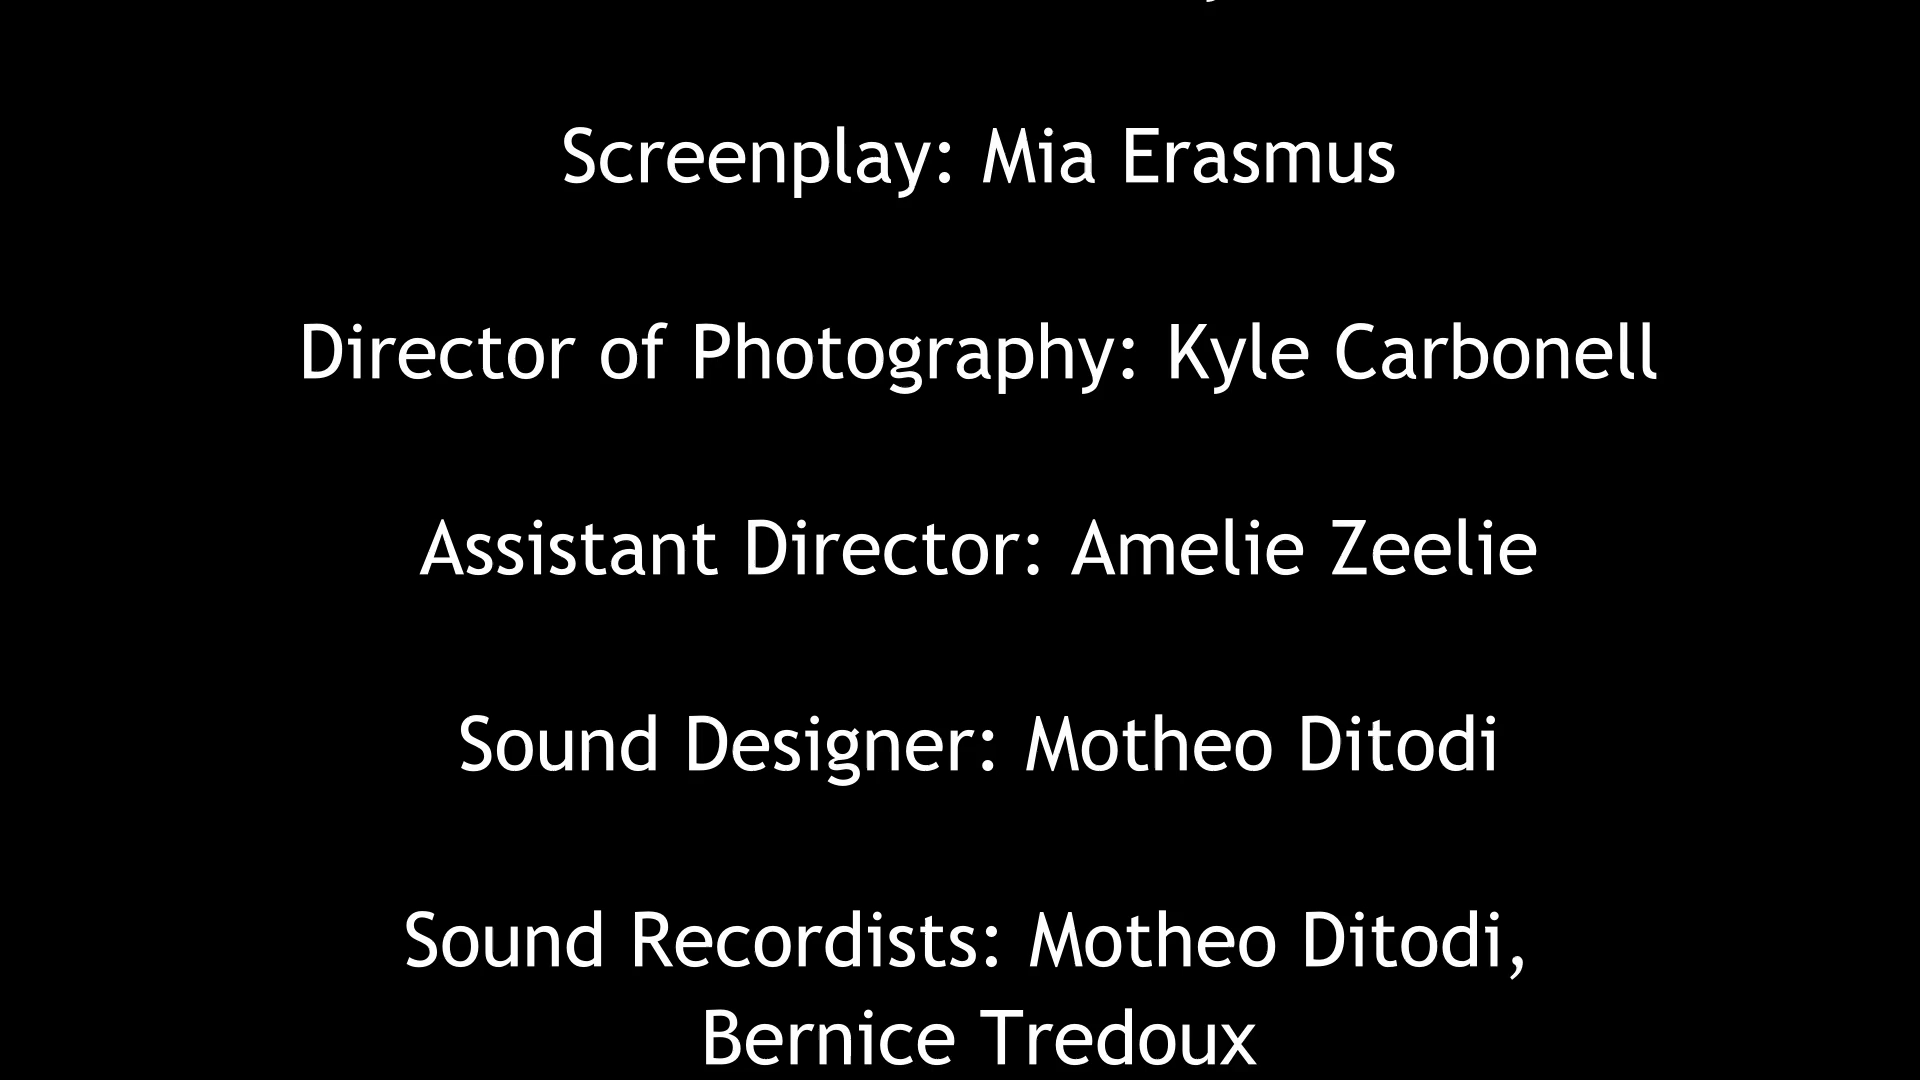 Screenplay: Mia Erasmus
Director of Photography: Kyle Carbonell
Assistant Director: Amelie Zeelie
Sound Designer: Motheo Ditodi
Sound Recordists: Motheo Ditodi,
Bernice Tredoux